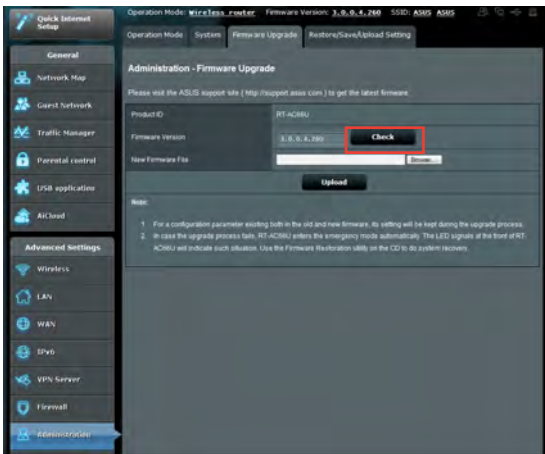 Quick Internet
Setup
Operation Mode: Wireless router Firmware Version: 3.0.0.4.260 SSID: ASUS ASUS
Operation Mode System Firmware Upgrade Restore/Save/Upload Setting
General
Network Map
Guest Network
Traffic Manager
Parental control
USB application
AiCloud
Advanced Settings
Wireless
LAN
WAN
IPv6
VPN Server
Firewall
Administration
Administration - Firmware Upgrade
Please visit the ASUS support site ( http://support.asus.com ) to get the latest firmware.
Product ID RT-AC66U
Firmware Version 3.0.0.4.260 Check
New Firmware File Browse...
Upload
Note:
1. For a configuration parameter existing both in the old and new firmware, its setting will be kept during the upgrade process.
2. In case the upgrade process fails, RT-AC66U enters the emergency mode automatically. The LED signals at the front of RT-
AC66U will indicate such situation. Use the Firmware Restoration utility on the CD to do system recovery.